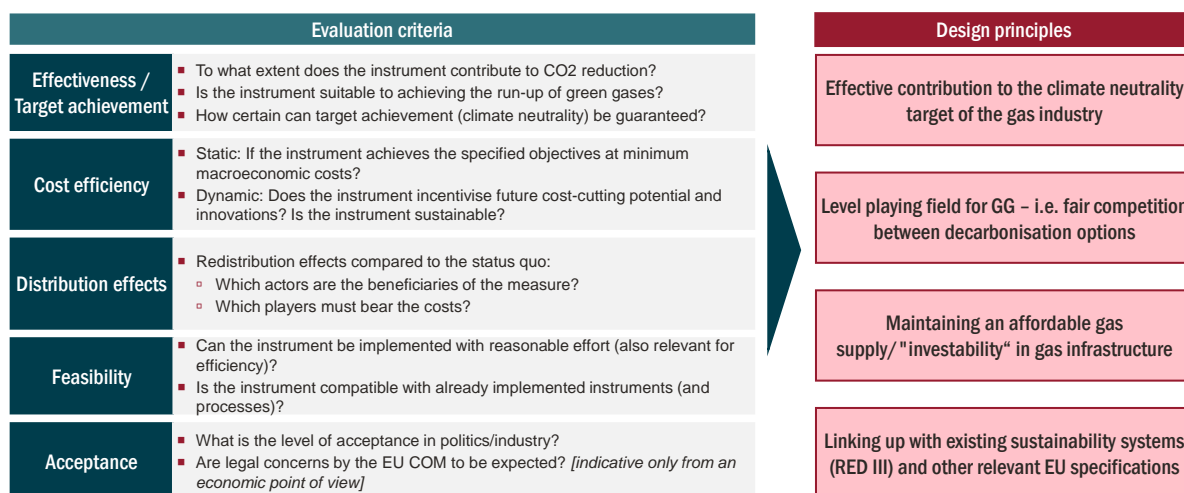 Evaluation criteria
Effectiveness /
Target achievement
■ To what extent does the instrument contribute to CO2 reduction?
■ Is the instrument suitable to achieving the run-up of green gases?
■ How certain can target achievement (climate neutrality) be guaranteed?
Cost efficiency
■ Static: If the instrument achieves the specified objectives at minimum
macroeconomic costs?
■ Dynamic: Does the instrument incentivise future cost-cutting potential and
innovations? Is the instrument sustainable?
Distribution effects
■ Redistribution effects compared to the status quo:
▫ Which actors are the beneficiaries of the measure?
▫ Which players must bear the costs?
Feasibility
■ Can the instrument be implemented with reasonable effort (also relevant for
efficiency)?
■ Is the instrument compatible with already implemented instruments (and
processes)?
Acceptance
■ What is the level of acceptance in politics/industry?
■ Are legal concerns by the EU COM to be expected? [indicative only from an
economic point of view]
Design principles
Effective contribution to the climate neutrality
target of the gas industry
Level playing field for GG – i.e. fair competition
between decarbonisation options
Maintaining an affordable gas
supply/ "investability“ in gas infrastructure
Linking up with existing sustainability systems
(RED III) and other relevant EU specifications